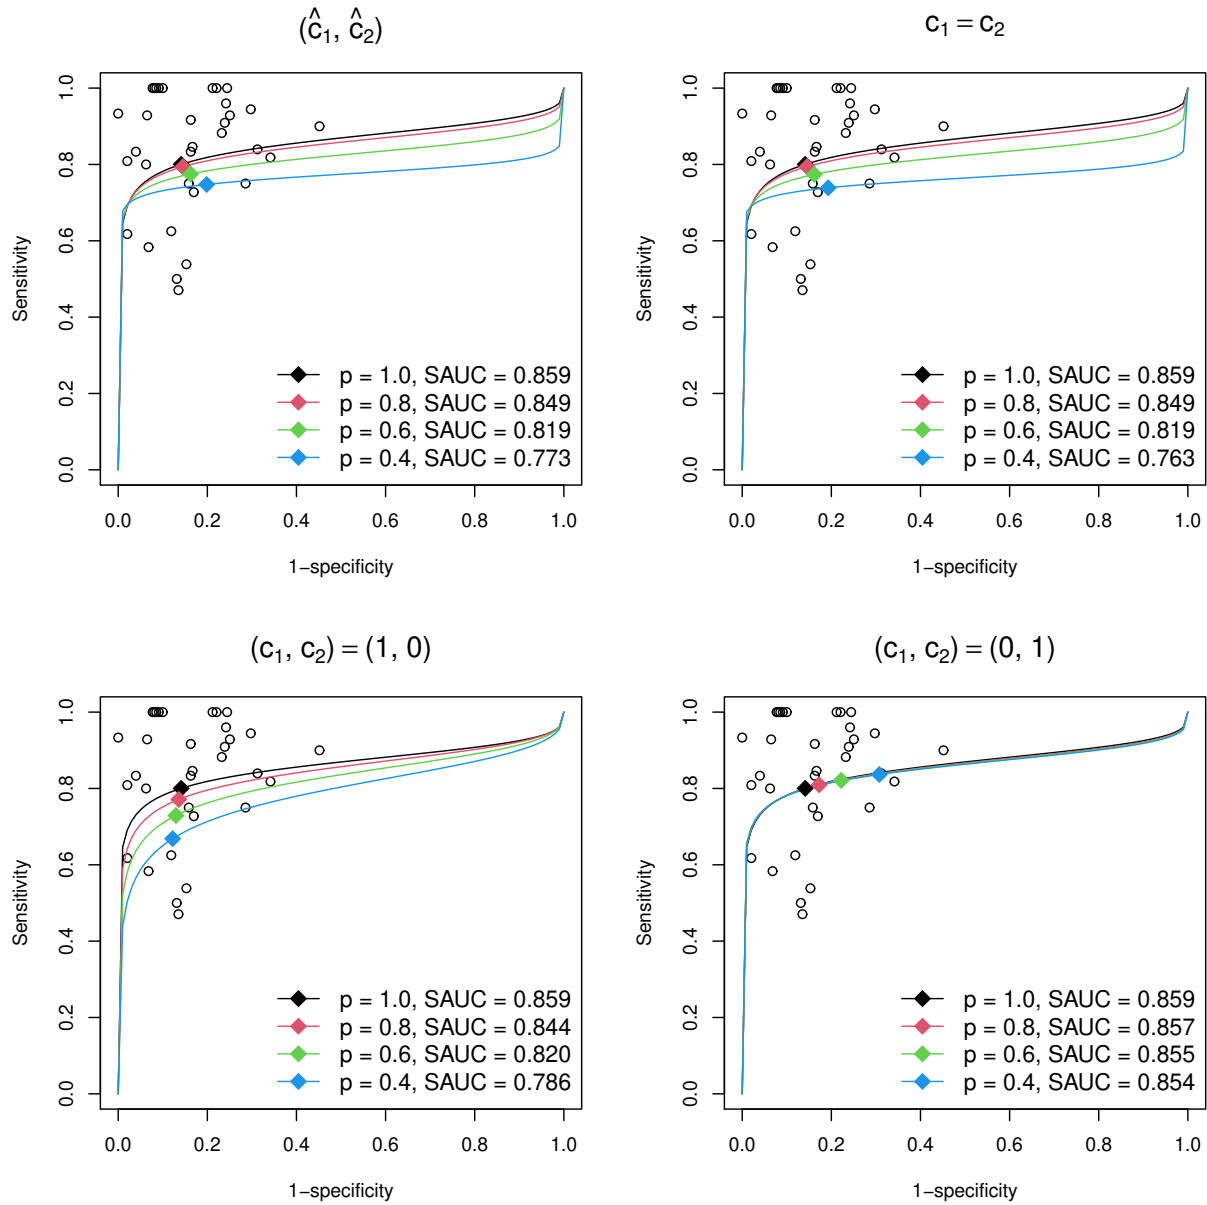 (ĉ₁, ĉ₂)
Sensitivity
1.0
0.8
0.6
0.4
0.2
0.0
p = 1.0, SAUC = 0.859
p = 0.8, SAUC = 0.849
p = 0.6, SAUC = 0.819
p = 0.4, SAUC = 0.773
0.0 0.2 0.4 0.6 0.8 1.0
1−specificity
c₁ = c₂
Sensitivity
1.0
0.8
0.6
0.4
0.2
0.0
p = 1.0, SAUC = 0.859
p = 0.8, SAUC = 0.849
p = 0.6, SAUC = 0.819
p = 0.4, SAUC = 0.763
0.0 0.2 0.4 0.6 0.8 1.0
1−specificity
(c₁, c₂) = (1, 0)
Sensitivity
1.0
0.8
0.6
0.4
0.2
0.0
p = 1.0, SAUC = 0.859
p = 0.8, SAUC = 0.844
p = 0.6, SAUC = 0.820
p = 0.4, SAUC = 0.786
0.0 0.2 0.4 0.6 0.8 1.0
1−specificity
(c₁, c₂) = (0, 1)
Sensitivity
1.0
0.8
0.6
0.4
0.2
0.0
p = 1.0, SAUC = 0.859
p = 0.8, SAUC = 0.857
p = 0.6, SAUC = 0.855
p = 0.4, SAUC = 0.854
0.0 0.2 0.4 0.6 0.8 1.0
1−specificity